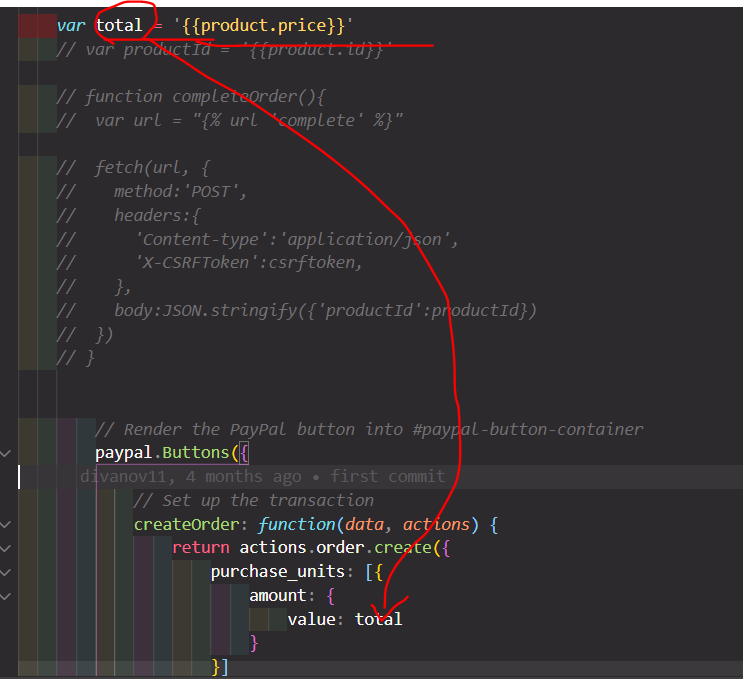 var total = '{{product.price}}'
// var productId = '{{product.id}}'
// function completeOrder(){
//  var url = "{% url 'complete' %}"
//  fetch(url, {
//    method:'POST',
//    headers:{
//      'Content-type':'application/json',
//      'X-CSRFToken':csrftoken,
//    },
//    body:JSON.stringify({'productId':productId})
//  })
// }
// Render the PayPal button into #paypal-button-container
paypal.Buttons({
divanov11, 4 months ago • first commit
// Set up the transaction
createOrder: function(data, actions) {
return actions.order.create({
purchase_units: [{
amount: {
value: total
}
}]